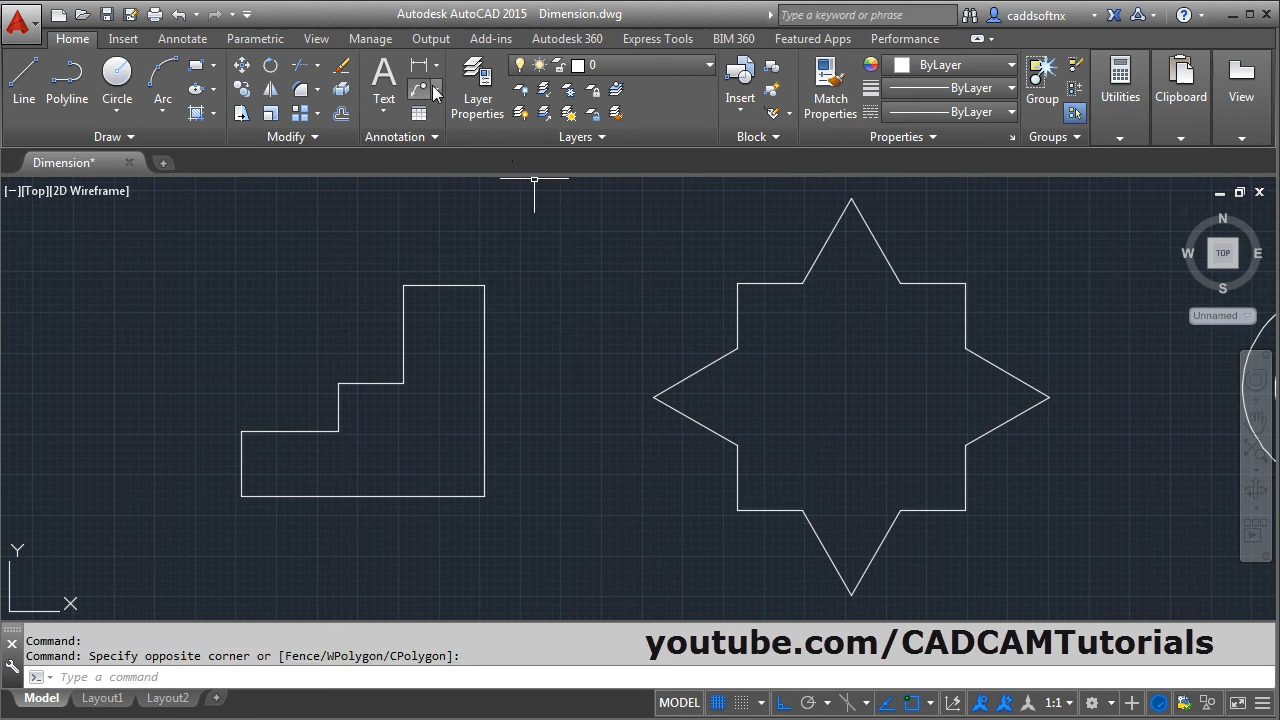 Autodesk AutoCAD 2015 Dimension.dwg
Type a keyword or phrase
caddsoftnx
Home Insert Annotate Parametric View Manage Output Add-ins Autodesk 360 Express Tools BIM 360 Featured Apps Performance
Line Polyline Circle Arc
Draw
Modify
A
Text
Annotation
Layer
Properties
0
Layers
Insert
Block
Match
Properties
ByLayer
ByLayer
ByLayer
Properties
Group
Groups
Utilities
Clipboard
View
Dimension*
[−][Top][2D Wireframe]
N
W TOP E
S
Unnamed
Y
X
Command:
Command: Specify opposite corner or [Fence/WPolygon/CPolygon]:
Type a command
youtube.com/CADCAMTutorials
Model Layout1 Layout2
MODEL 1:1